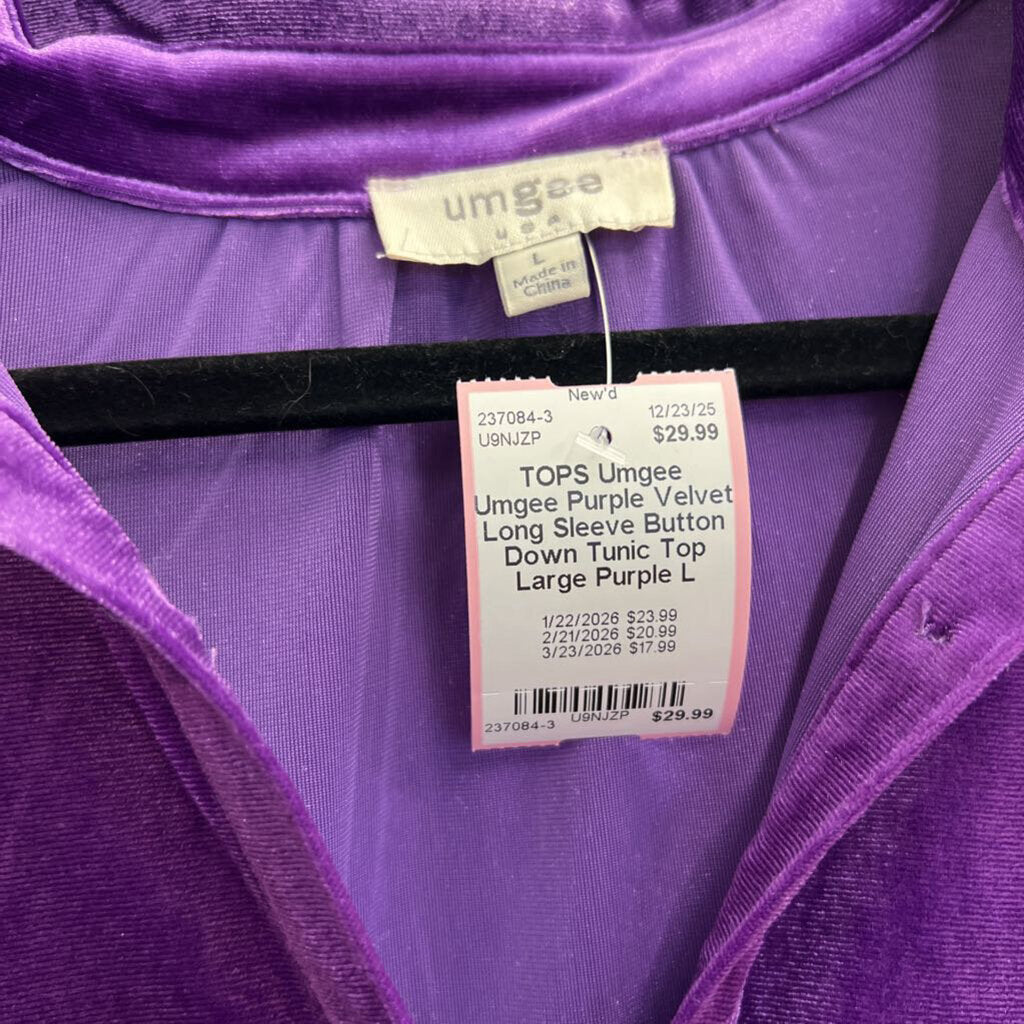 umgee
u s a
L
Made in
China
New'd
237084-3 12/23/25
U9NJZP $29.99
TOPS Umgee
Umgee Purple Velvet
Long Sleeve Button
Down Tunic Top
Large Purple L
1/22/2026 $23.99
2/21/2026 $20.99
3/23/2026 $17.99
237084-3 U9NJZP $29.99